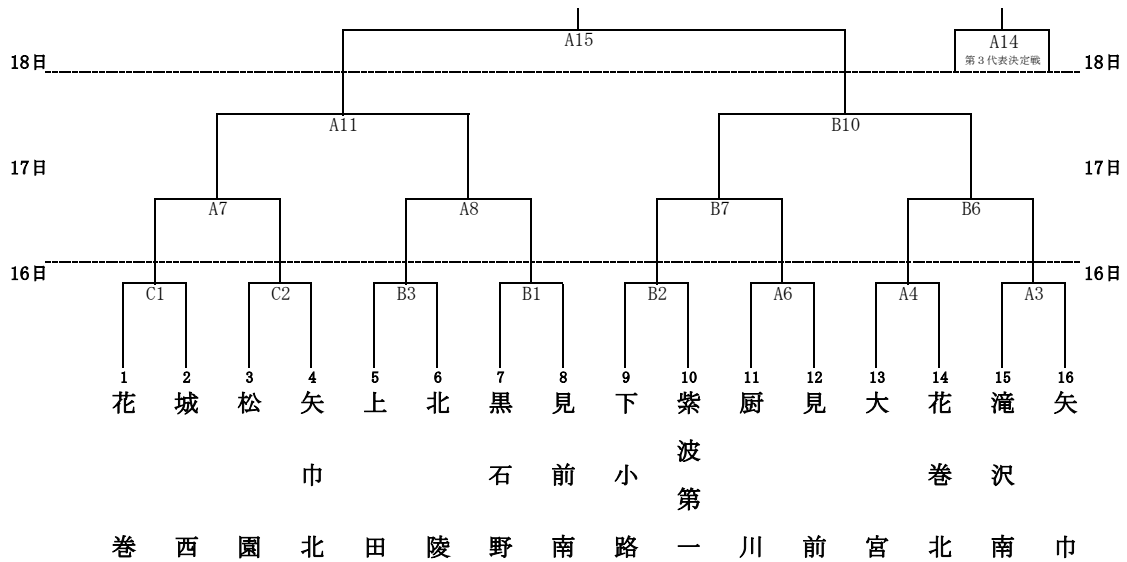 A15
A14
第3代表決定戦
18日
18日
A11
B10
17日
17日
A7
A8
B7
B6
16日
16日
C1
C2
B3
B1
B2
A6
A4
A3
1
2
3
4
5
6
7
8
9
10
11
12
13
14
15
16
花巻
城西
松園
矢巾北
上田
北陵
黒石野
見前南
下小路
紫波第一
厨川
見前
大宮
花巻北
滝沢南
矢巾